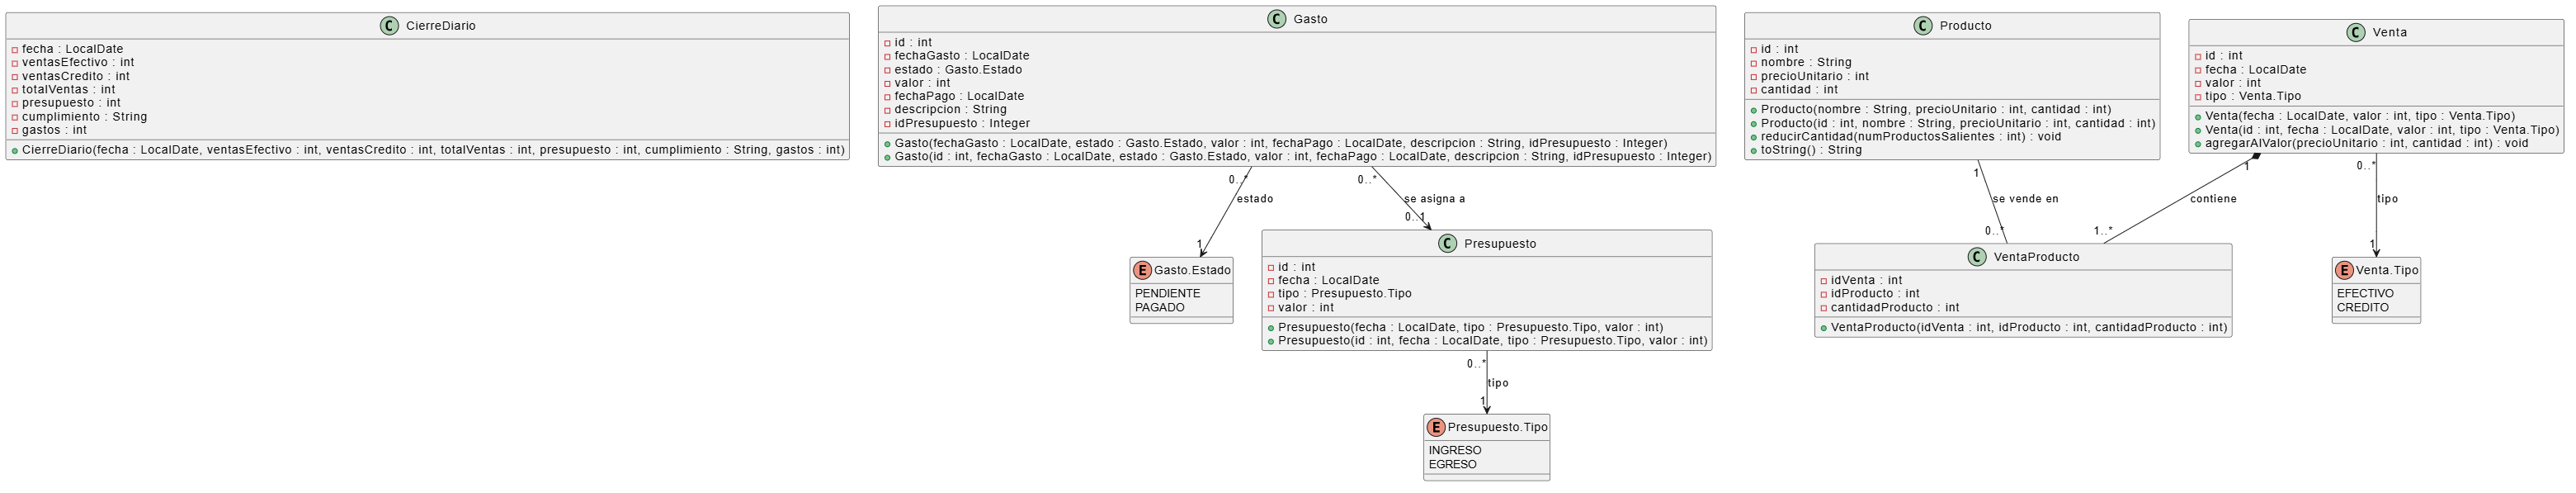 CierreDiario
fecha : LocalDate
ventasEfectivo : int
ventasCredito : int
totalVentas : int
presupuesto : int
cumplimiento : String
gastos : int
CierreDiario(fecha : LocalDate, ventasEfectivo : int, ventasCredito : int, totalVentas : int, presupuesto : int, cumplimiento : String, gastos : int)
Gasto
id : int
fechaGasto : LocalDate
estado : Gasto.Estado
valor : int
fechaPago : LocalDate
descripcion : String
idPresupuesto : Integer
Gasto(fechaGasto : LocalDate, estado : Gasto.Estado, valor : int, fechaPago : LocalDate, descripcion : String, idPresupuesto : Integer)
Gasto(id : int, fechaGasto : LocalDate, estado : Gasto.Estado, valor : int, fechaPago : LocalDate, descripcion : String, idPresupuesto : Integer)
Producto
id : int
nombre : String
precioUnitario : int
cantidad : int
Producto(nombre : String, precioUnitario : int, cantidad : int)
Producto(id : int, nombre : String, precioUnitario : int, cantidad : int)
reducirCantidad(numProductosSalientes : int) : void
toString() : String
Venta
id : int
fecha : LocalDate
valor : int
tipo : Venta.Tipo
Venta(fecha : LocalDate, valor : int, tipo : Venta.Tipo)
Venta(id : int, fecha : LocalDate, valor : int, tipo : Venta.Tipo)
agregarAlValor(precioUnitario : int, cantidad : int) : void
0..*
estado
1
0..*
se asigna a
0..1
1
se vende en
0..*
1
contiene
1..*
0..*
tipo
1
Gasto.Estado
PENDIENTE
PAGADO
Presupuesto
id : int
fecha : LocalDate
tipo : Presupuesto.Tipo
valor : int
Presupuesto(fecha : LocalDate, tipo : Presupuesto.Tipo, valor : int)
Presupuesto(id : int, fecha : LocalDate, tipo : Presupuesto.Tipo, valor : int)
VentaProducto
idVenta : int
idProducto : int
cantidadProducto : int
VentaProducto(idVenta : int, idProducto : int, cantidadProducto : int)
Venta.Tipo
EFECTIVO
CREDITO
0..*
tipo
1
Presupuesto.Tipo
INGRESO
EGRESO